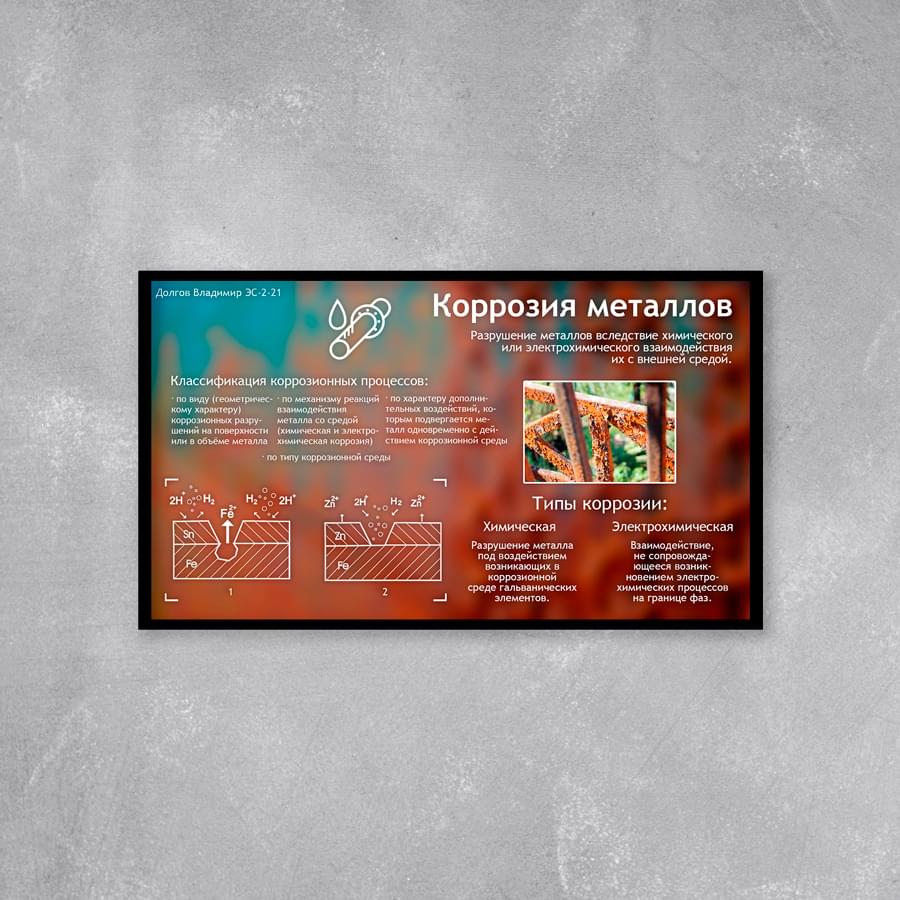 Долгов Владимир ЭС-2-21
Коррозия металлов
Разрушение металлов вследствие химического
или электрохимического взаимодействия
их с внешней средой.
Классификация коррозионных процессов:
· по виду (геометричес-
кому характеру)
коррозионных разру-
шений на поверхности
или в объёме металла
· по механизму реакций
взаимодействия
металла со средой
(химическая и электро-
химическая коррозия)
· по характеру дополни-
тельных воздействий, ко-
торым подвергается ме-
талл одновременно с дей-
ствием коррозионной среды
· по типу коррозионной среды
2H⁺ H₂ Fe²⁺ H₂ 2H⁺
Sn
Fe
1
Zn²⁺ 2H⁺ H₂ Zn²⁺
Zn
Fe
2
Типы коррозии:
Химическая
Разрушение металла
под воздействием
возникающих в
коррозионной
среде гальванических
элементов.
Электрохимическая
Взаимодействие,
не сопровожда-
ющееся возник-
новением электро-
химических процессов
на границе фаз.